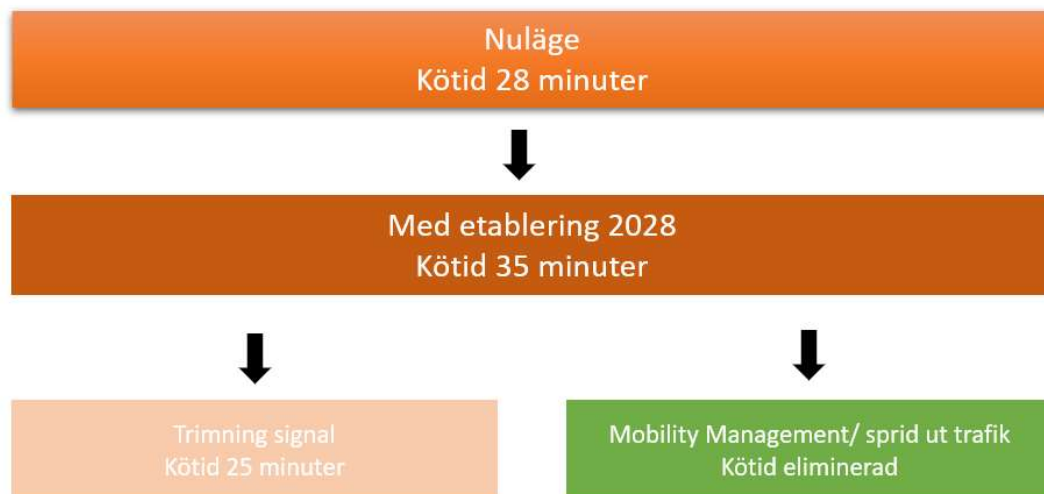 Nuläge
Kötid 28 minuter
Med etablering 2028
Kötid 35 minuter
Trimning signal
Kötid 25 minuter
Mobility Management/ sprid ut trafik
Kötid eliminerad